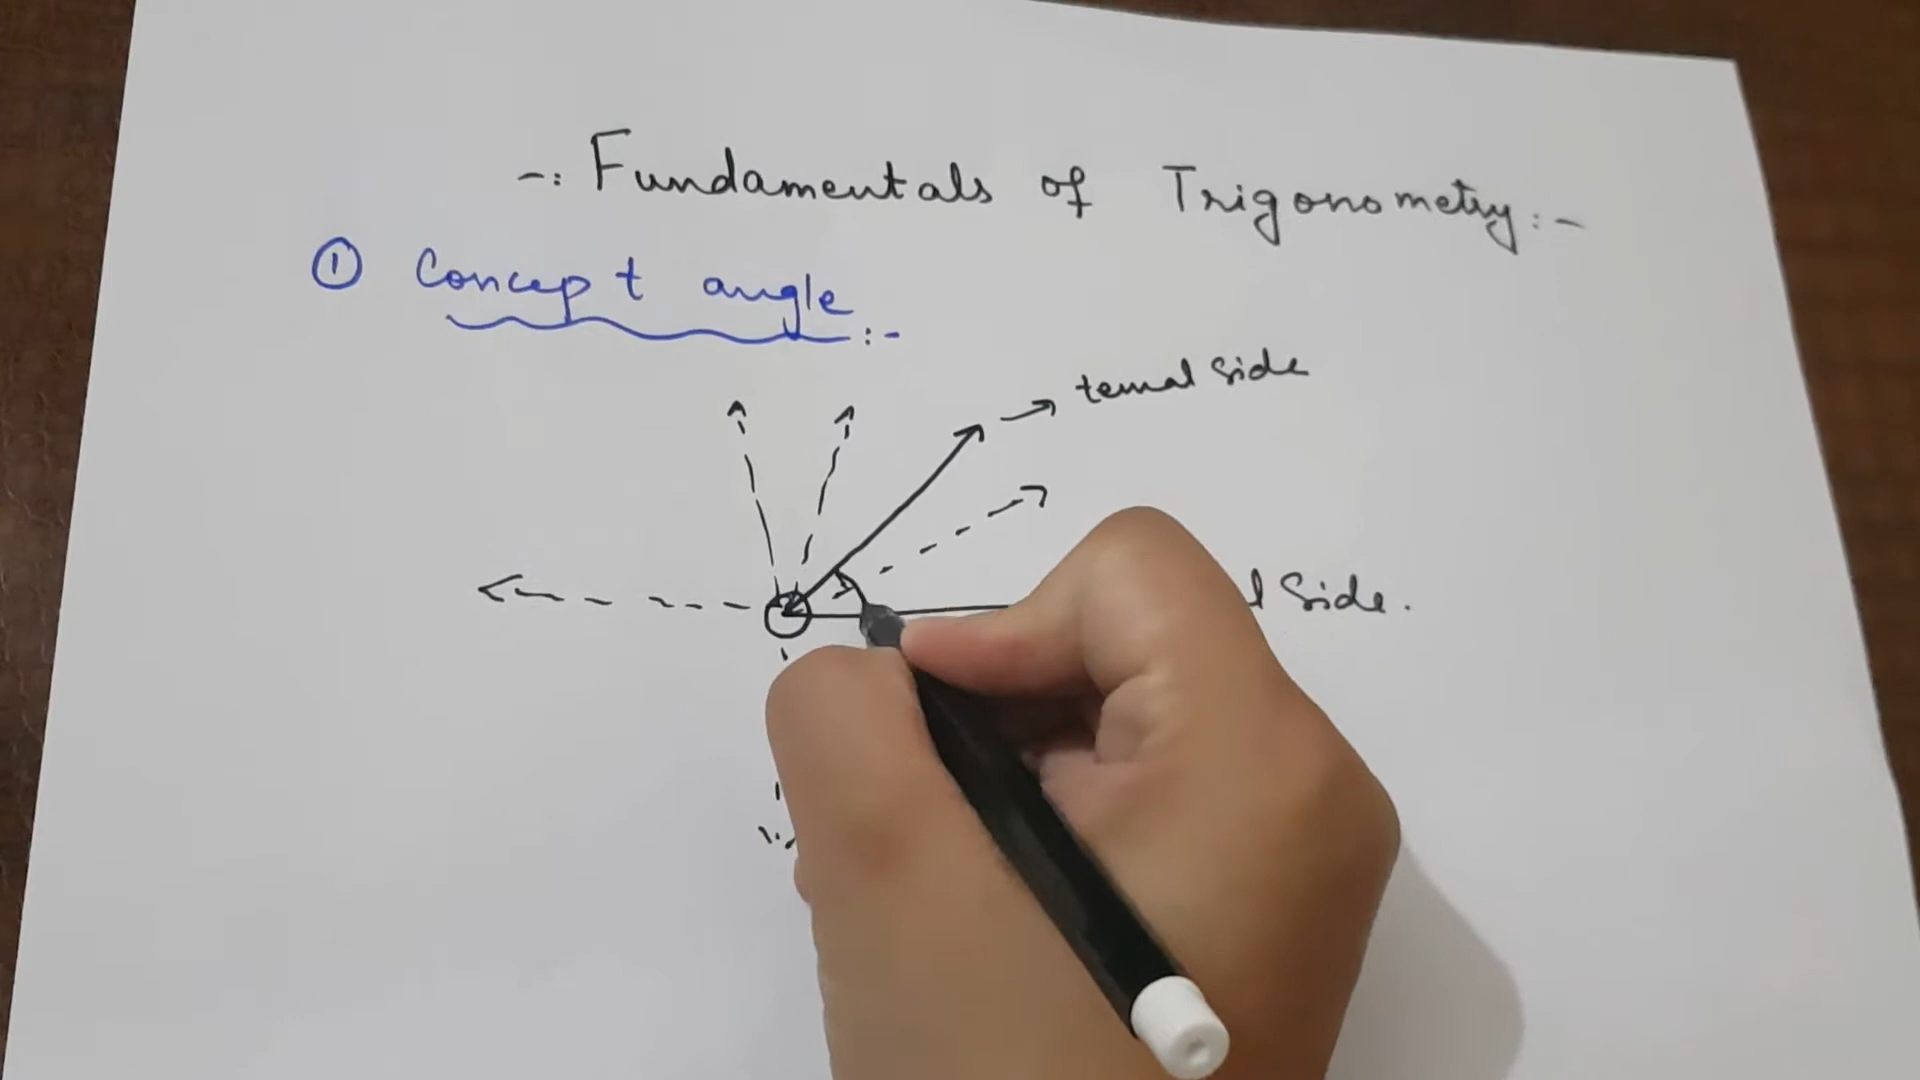 -: Fundamentals of Trigonometry :-
① Concept angle :-
→ temal Side
l Side.